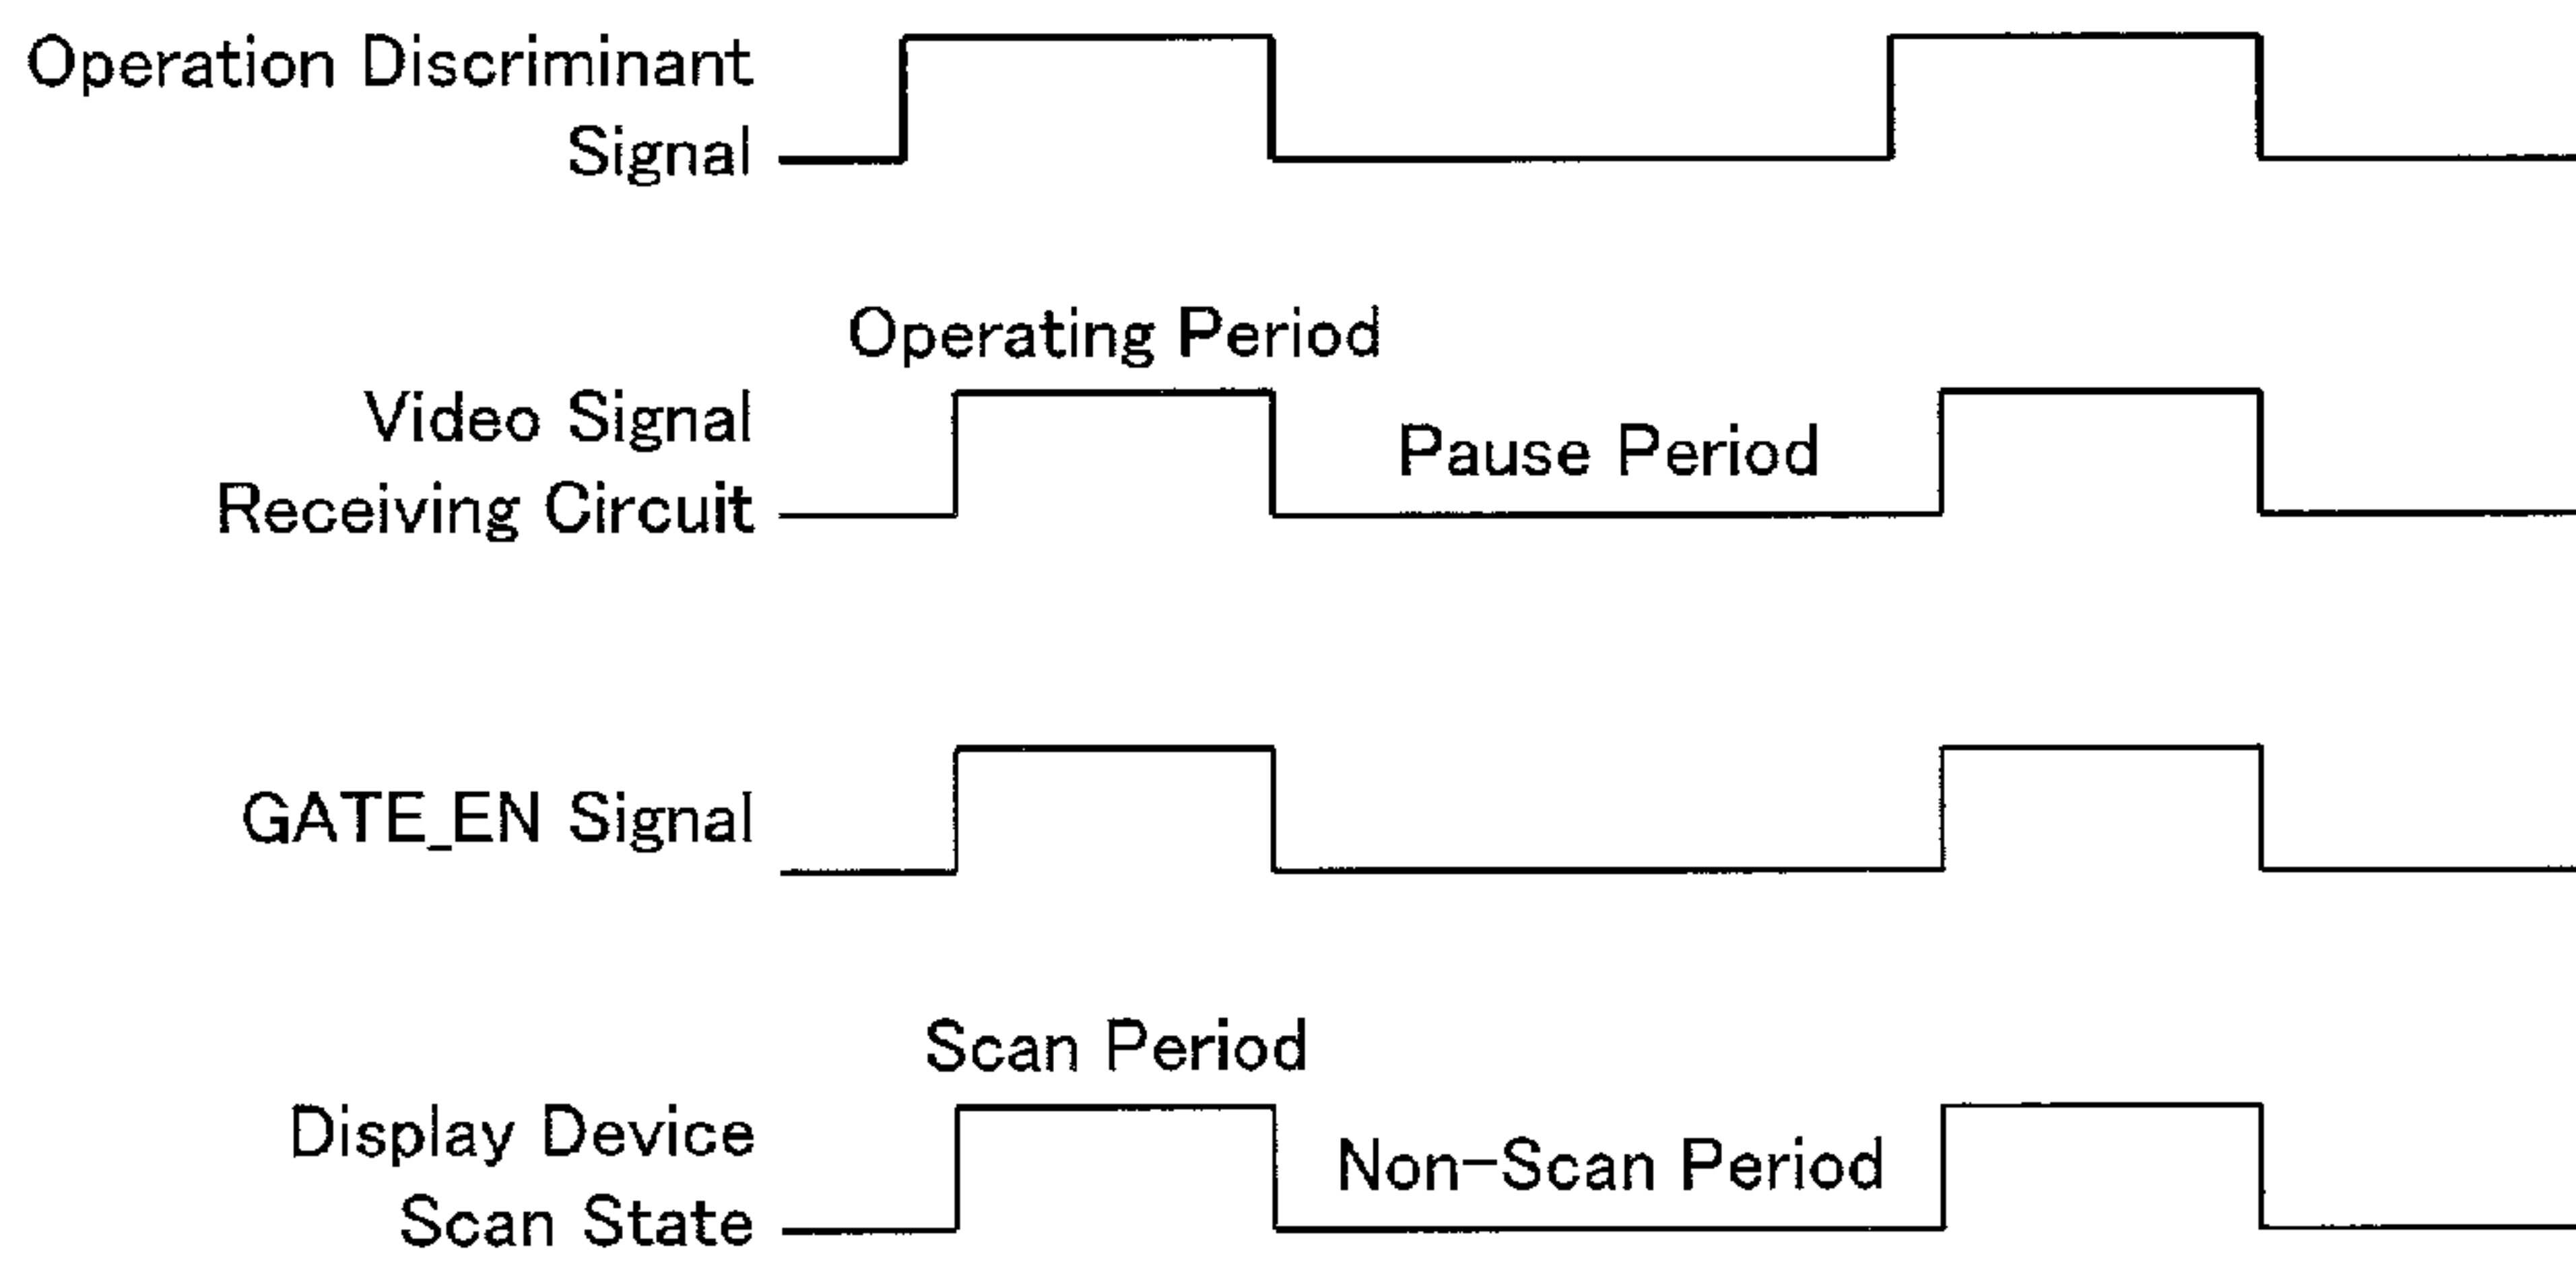 Operation Discriminant
Signal
Operating Period
Video Signal
Receiving Circuit
Pause Period
GATE_EN Signal
Scan Period
Display Device
Scan State
Non-Scan Period